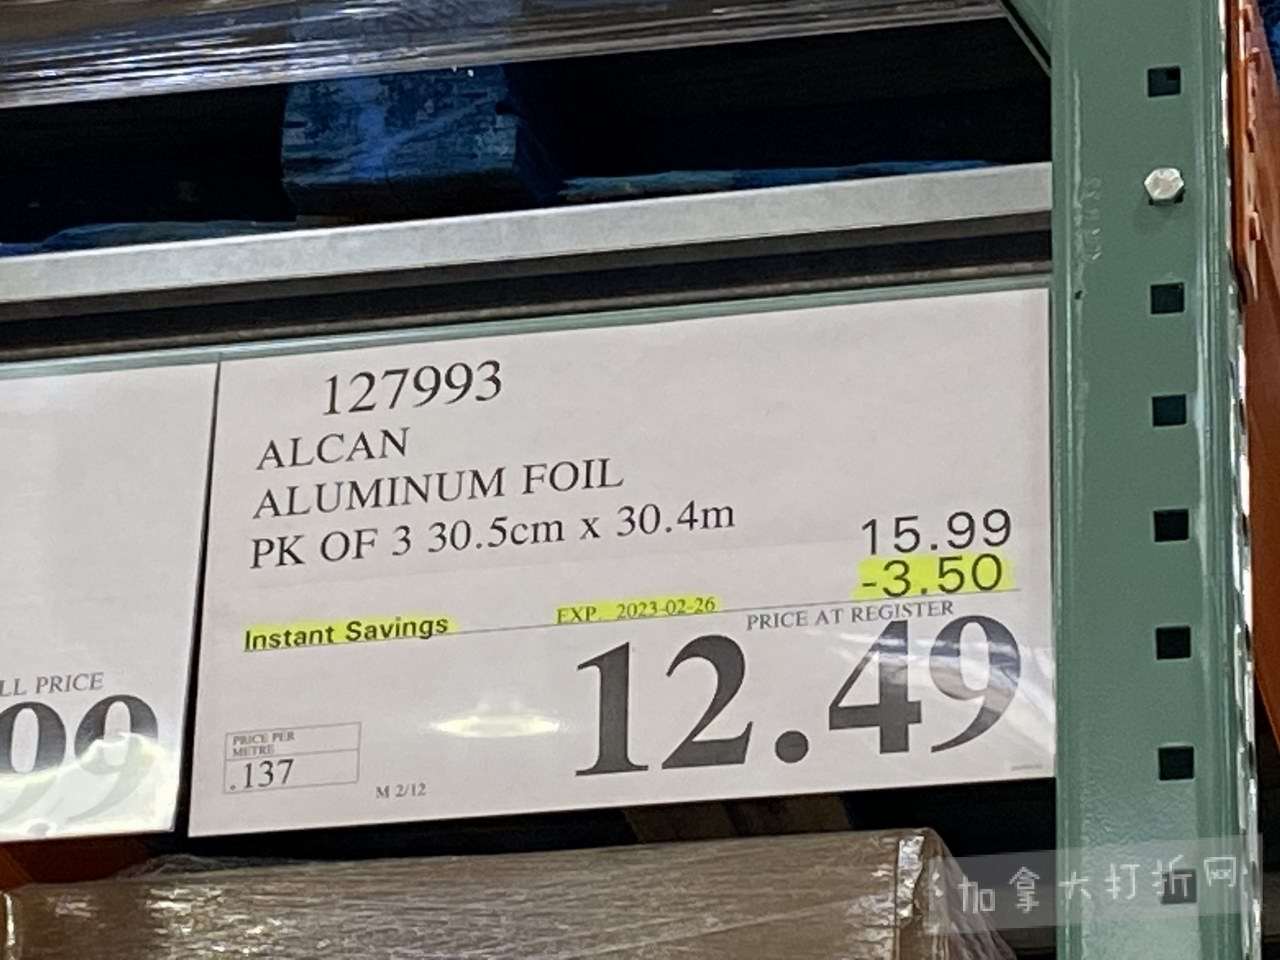 127993
ALCAN
ALUMINUM FOIL
PK OF 3 30.5cm x 30.4m
15.99
-3.50
Instant Savings
EXP. 2023-02-26
PRICE AT REGISTER
12.49
PRICE PER
METRE
.137
M 2/12
LL PRICE
99
加拿大打折网